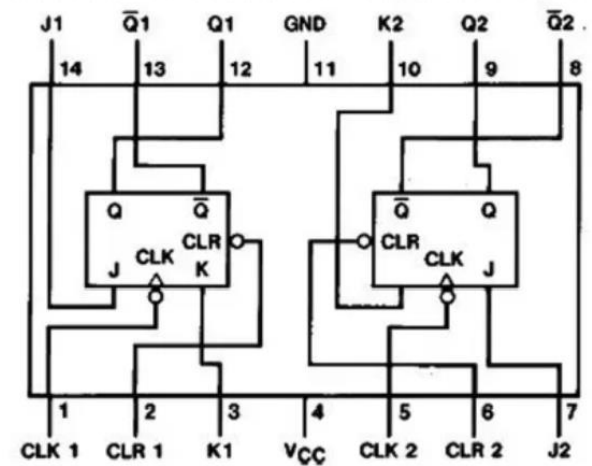 J1 Q̅1 Q1 GND K2 Q2 Q̅2
14 13 12 11 10 9 8
Q Q̅ Q̅ Q
CLR CLR
CLK CLK
J K J
1 2 3 4 5 6 7
CLK 1 CLR 1 K1 VCC CLK 2 CLR 2 J2